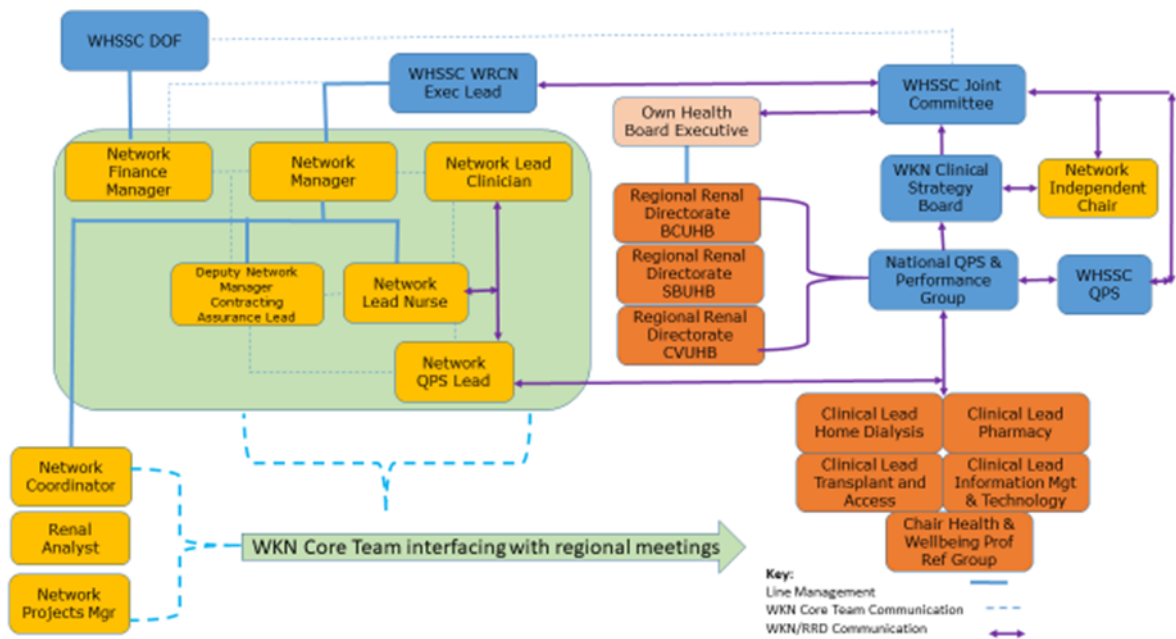 WHSSC DOF
WHSSC WRCN
Exec Lead
WHSSC Joint
Committee
Own Health
Board Executive
Network
Finance
Manager
Network
Manager
Network Lead
Clinician
WKN Clinical
Strategy
Board
Network
Independent
Chair
Regional Renal
Directorate
BCUHB
Regional Renal
Directorate
SBUHB
Regional Renal
Directorate
CVUHB
National QPS &
Performance
Group
WHSSC
QPS
Deputy Network
Manager
Contracting
Assurance Lead
Network
Lead Nurse
Network
QPS Lead
Clinical Lead
Home Dialysis
Clinical Lead
Pharmacy
Clinical Lead
Transplant and
Access
Clinical Lead
Information Mgt
& Technology
Chair Health &
Wellbeing Prof
Ref Group
Network
Coordinator
Renal
Analyst
Network
Projects Mgr
WKN Core Team interfacing with regional meetings
Key:
Line Management
WKN Core Team Communication
WKN/RRD Communication